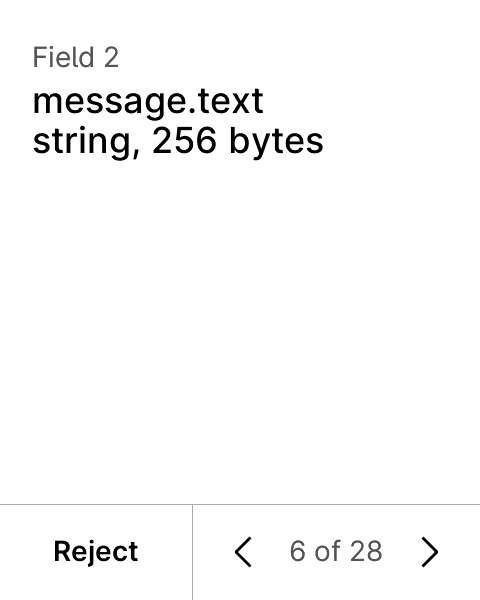 Field 2
message.text
string, 256 bytes
Reject
6 of 28